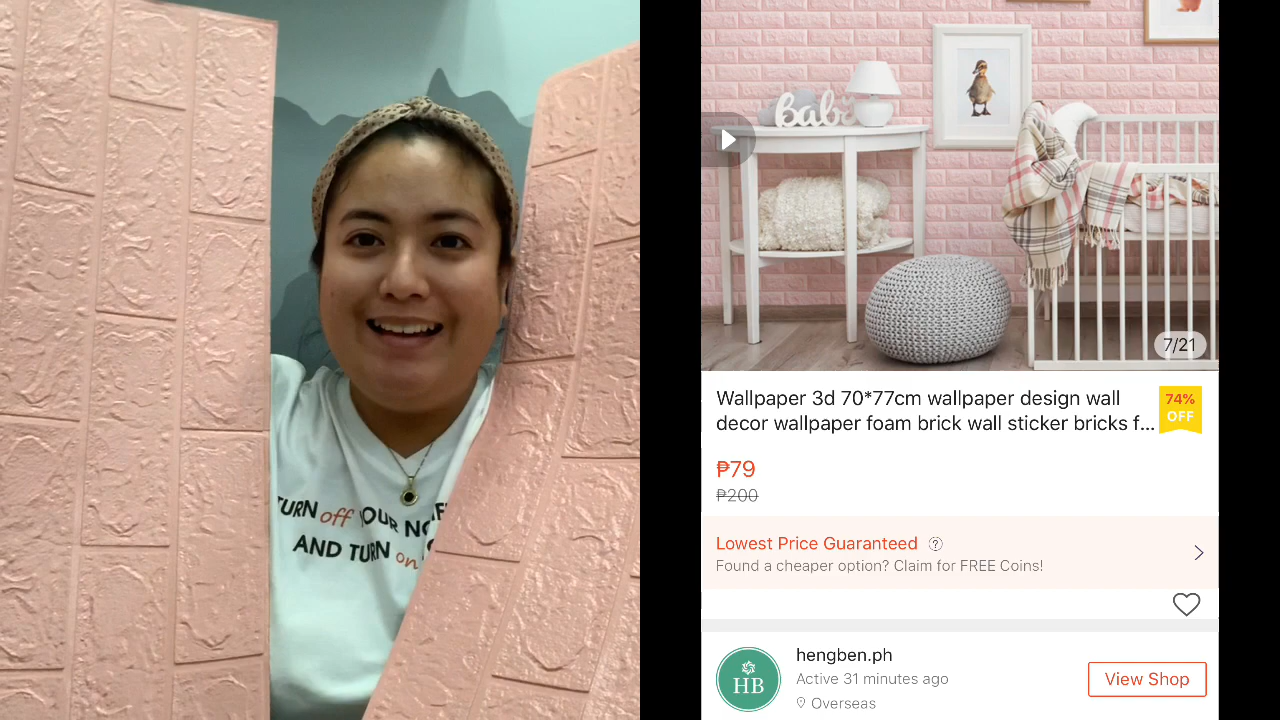 TURN off YOUR NO
AND TURN on
baby
7/21
Wallpaper 3d 70*77cm wallpaper design wall
decor wallpaper foam brick wall sticker bricks f...
74%
OFF
₱79
₱200
Lowest Price Guaranteed ?
Found a cheaper option? Claim for FREE Coins!
HB
hengben.ph
Active 31 minutes ago
Overseas
View Shop